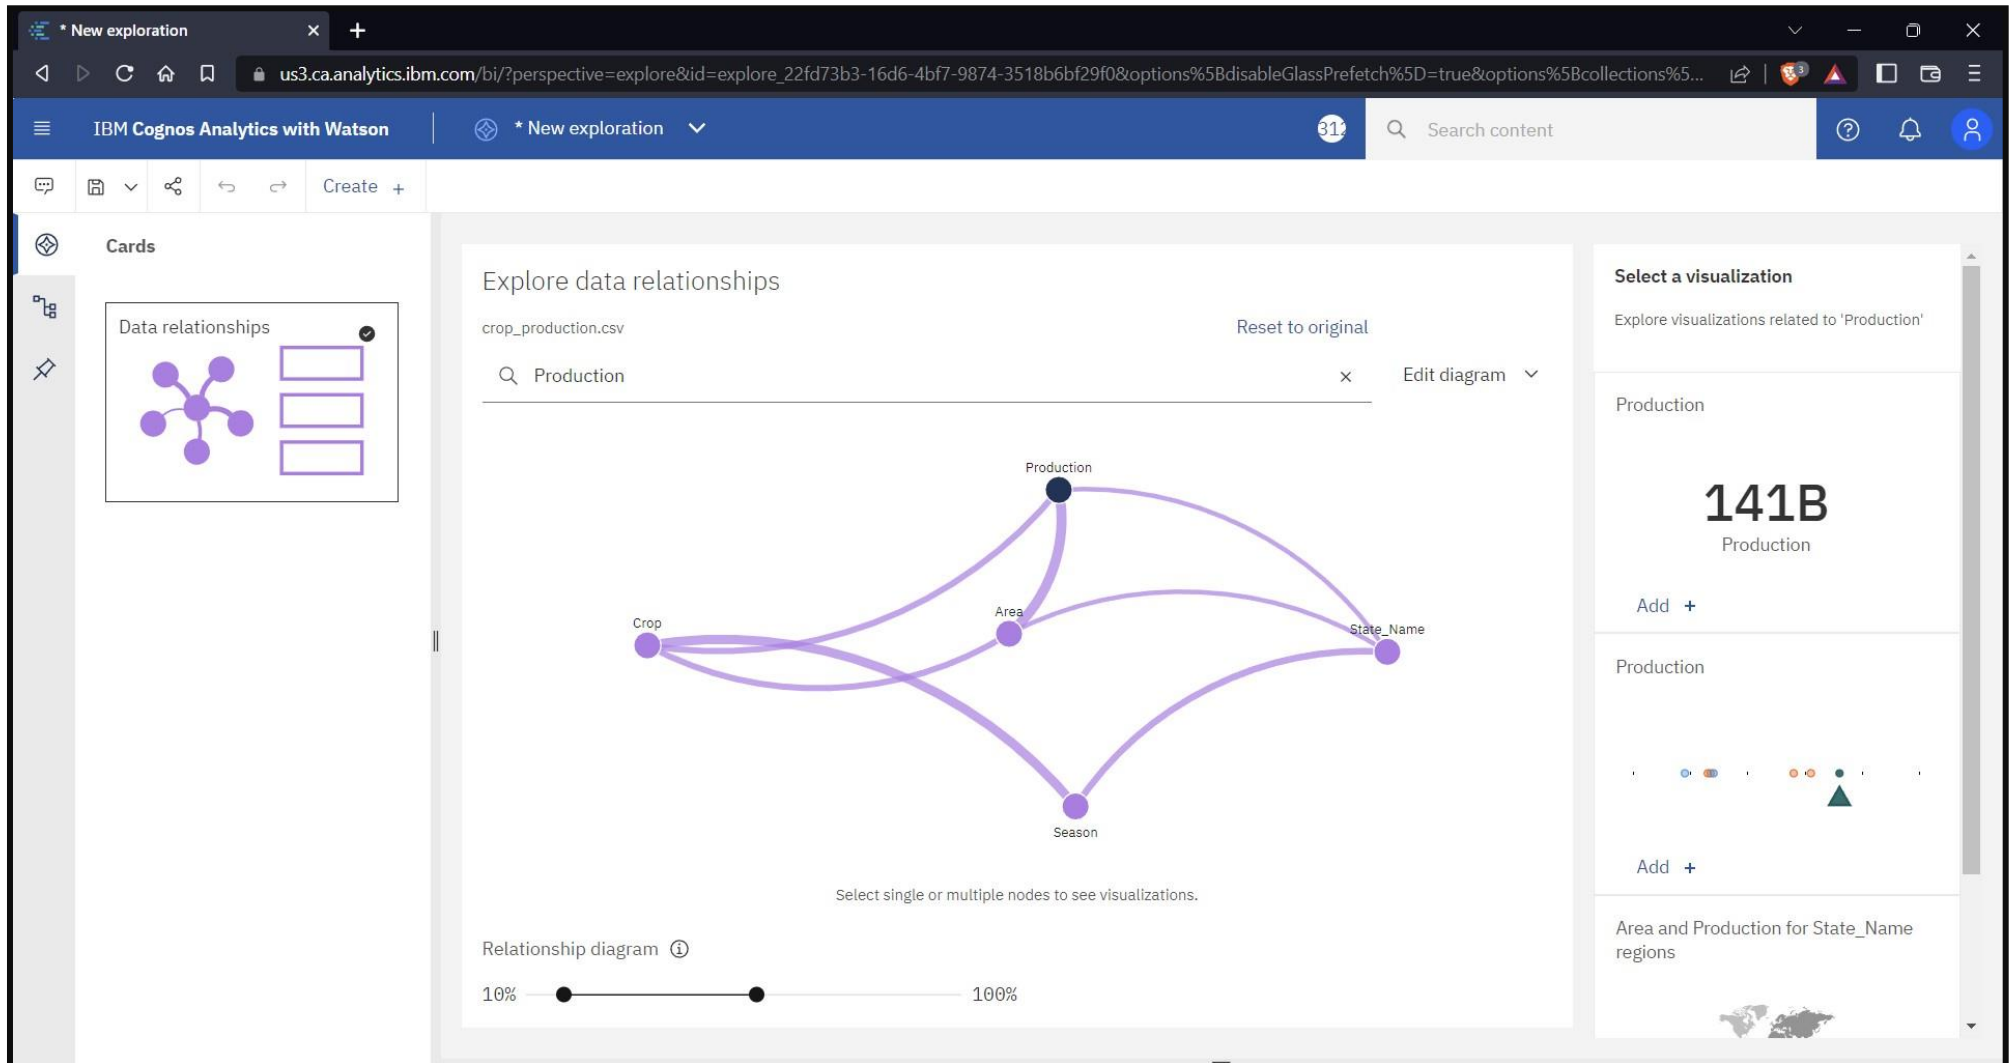 * New exploration
us3.ca.analytics.ibm.com/bi/?perspective=explore&id=explore_22fd73b3-16d6-4bf7-9874-3518b6bf29f0&options%5BdisableGlassPrefetch%5D=true&options%5Bcollections%5...
3
IBM Cognos Analytics with Watson
* New exploration
312
Search content
Create +
Cards
Data relationships
Explore data relationships
crop_production.csv
Reset to original
Production
Edit diagram
Production
Crop
Area
State_Name
Season
Select single or multiple nodes to see visualizations.
Relationship diagram
10%
100%
Select a visualization
Explore visualizations related to 'Production'
Production
141B
Production
Add +
Production
Add +
Area and Production for State_Name
regions